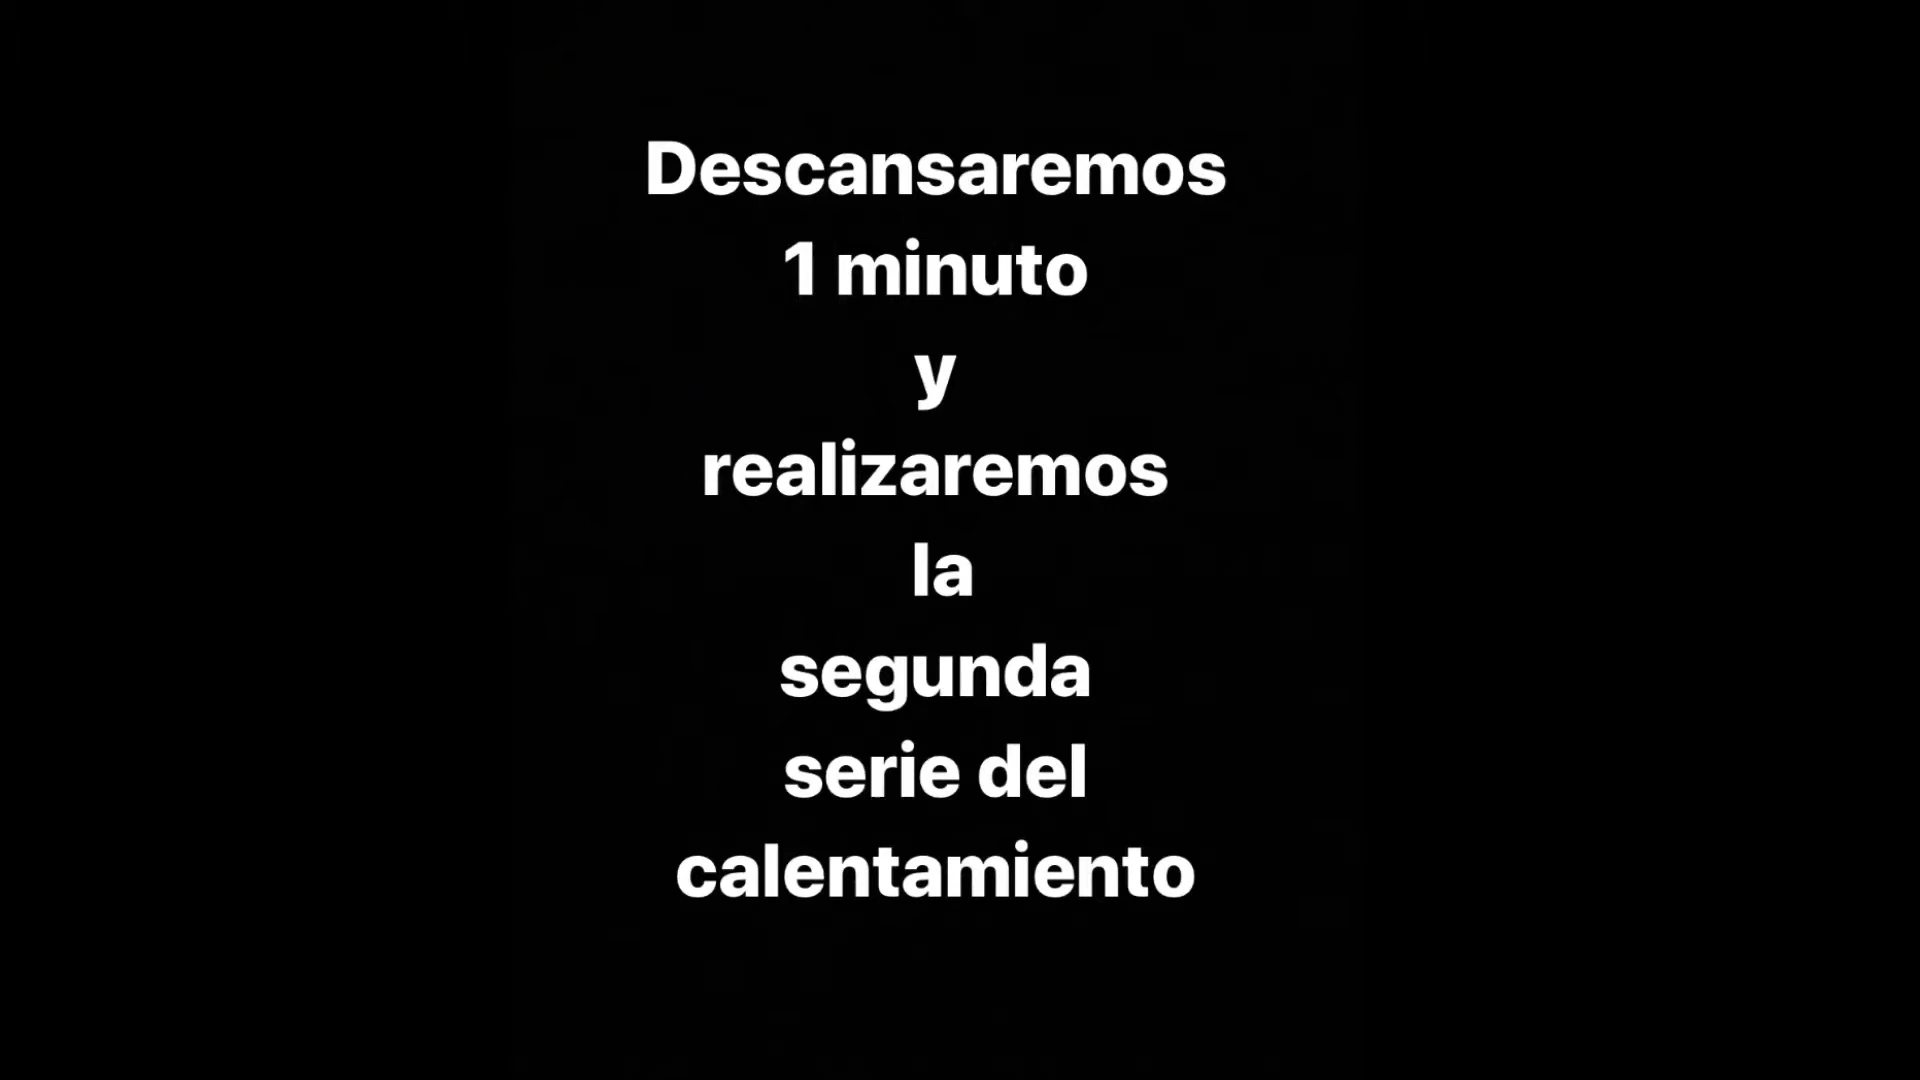 Descansaremos
1 minuto
y
realizaremos
la
segunda
serie del
calentamiento